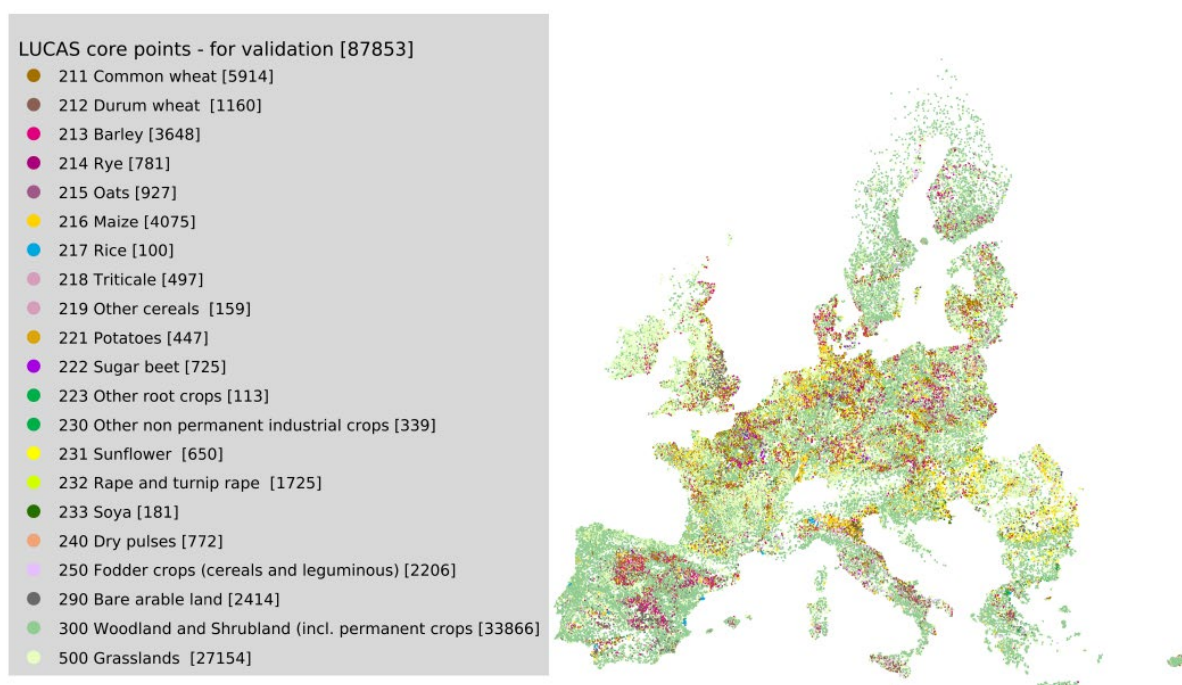 LUCAS core points - for validation [87853]
211 Common wheat [5914]
212 Durum wheat [1160]
213 Barley [3648]
214 Rye [781]
215 Oats [927]
216 Maize [4075]
217 Rice [100]
218 Triticale [497]
219 Other cereals [159]
221 Potatoes [447]
222 Sugar beet [725]
223 Other root crops [113]
230 Other non permanent industrial crops [339]
231 Sunflower [650]
232 Rape and turnip rape [1725]
233 Soya [181]
240 Dry pulses [772]
250 Fodder crops (cereals and leguminous) [2206]
290 Bare arable land [2414]
300 Woodland and Shrubland (incl. permanent crops [33866]
500 Grasslands [27154]